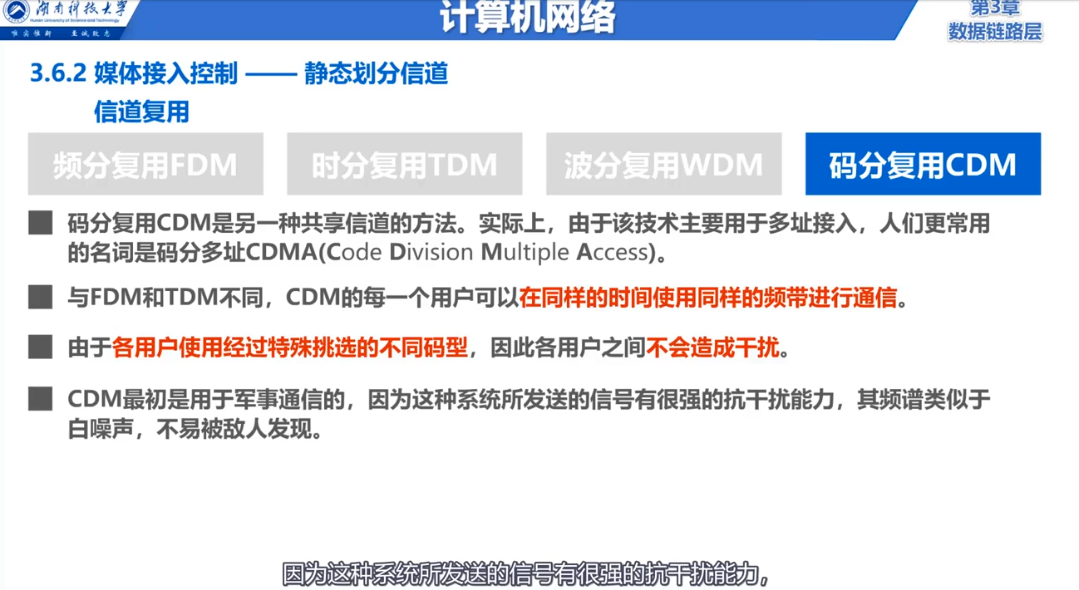 湖南科技大学
Hunan University of Science and Technology
唯实惟新 至诚致志
计算机网络
第3章
数据链路层
3.6.2 媒体接入控制 —— 静态划分信道
信道复用
频分复用FDM
时分复用TDM
波分复用WDM
码分复用CDM
码分复用CDM是另一种共享信道的方法。实际上，由于该技术主要用于多址接入，人们更常用
的名词是码分多址CDMA(Code Division Multiple Access)。
与FDM和TDM不同，CDM的每一个用户可以在同样的时间使用同样的频带进行通信。
由于各用户使用经过特殊挑选的不同码型，因此各用户之间不会造成干扰。
CDM最初是用于军事通信的，因为这种系统所发送的信号有很强的抗干扰能力，其频谱类似于
白噪声，不易被敌人发现。
因为这种系统所发送的信号有很强的抗干扰能力，